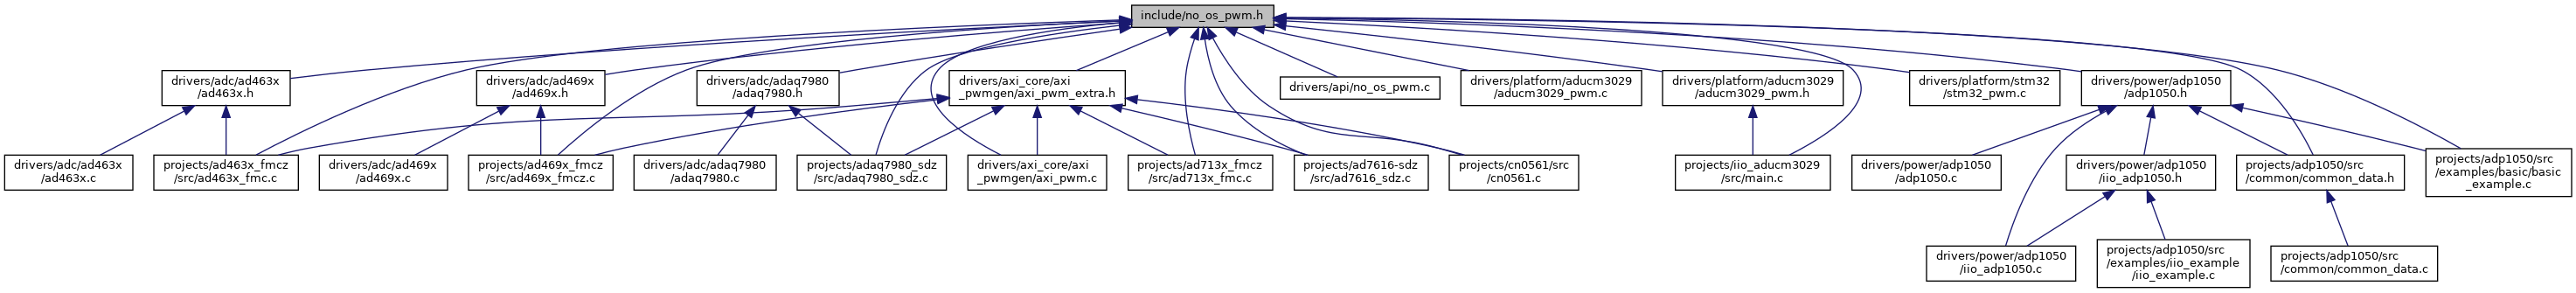 include/no_os_pwm.h
drivers/adc/ad463x
/ad463x.h
drivers/adc/ad469x
/ad469x.h
drivers/adc/adaq7980
/adaq7980.h
drivers/axi_core/axi
_pwmgen/axi_pwm_extra.h
drivers/api/no_os_pwm.c
drivers/platform/aducm3029
/aducm3029_pwm.c
drivers/platform/aducm3029
/aducm3029_pwm.h
drivers/platform/stm32
/stm32_pwm.c
drivers/power/adp1050
/adp1050.h
drivers/adc/ad463x
/ad463x.c
projects/ad463x_fmcz
/src/ad463x_fmc.c
drivers/adc/ad469x
/ad469x.c
projects/ad469x_fmcz
/src/ad469x_fmcz.c
drivers/adc/adaq7980
/adaq7980.c
projects/adaq7980_sdz
/src/adaq7980_sdz.c
drivers/axi_core/axi
_pwmgen/axi_pwm.c
projects/ad713x_fmcz
/src/ad713x_fmc.c
projects/ad7616-sdz
/src/ad7616_sdz.c
projects/cn0561/src
/cn0561.c
projects/iio_aducm3029
/src/main.c
drivers/power/adp1050
/adp1050.c
drivers/power/adp1050
/iio_adp1050.h
projects/adp1050/src
/common/common_data.h
projects/adp1050/src
/examples/basic/basic
_example.c
drivers/power/adp1050
/iio_adp1050.c
projects/adp1050/src
/examples/iio_example
/iio_example.c
projects/adp1050/src
/common/common_data.c